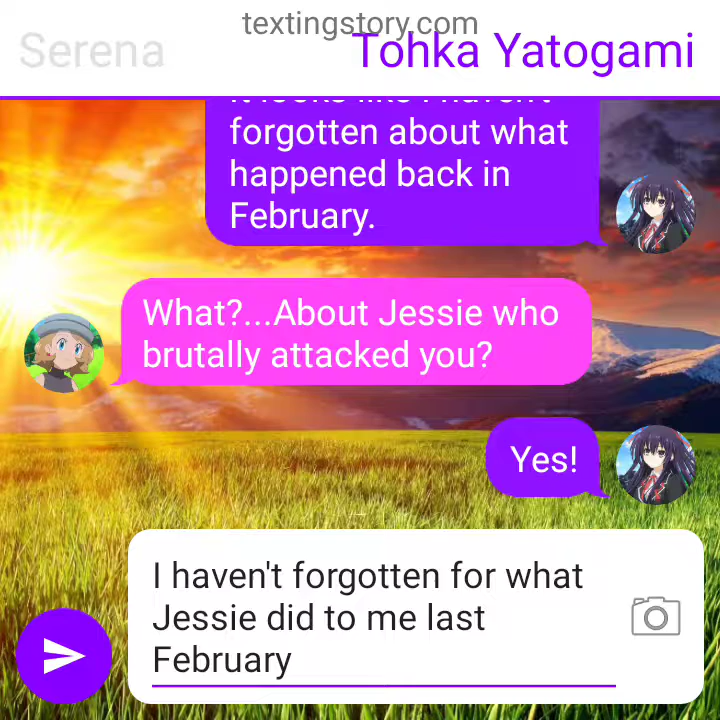 textingstory.com
Serena
Tohka Yatogami
forgotten about what
happened back in
February.
What?...About Jessie who
brutally attacked you?
Yes!
I haven't forgotten for what
Jessie did to me last
February